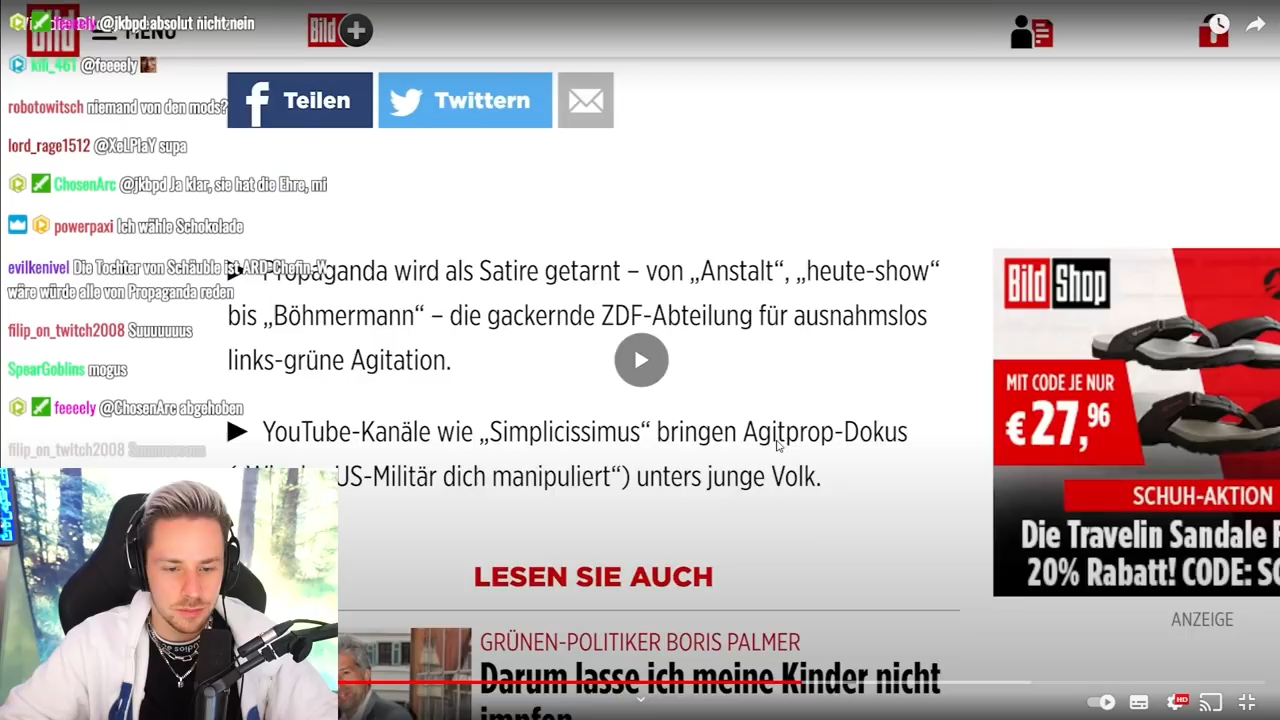 feeeely @jkbpd absolut nicht nein
Bild
MENÜ
Bild
kili_461 @feeeely
robotowitsch niemand von den mods?
lord_rage1512 @XeLPlaY supa
ChosenArc @jkbpd Ja klar, sie hat die Ehre, mi
powerpaxi Ich wähle Schokolade
evilkenivel Die Tochter von Schäuble ist ARD-Chefin
wäre würde alle von Propaganda reden
filip_on_twitch2008 Suuuuuuus
SpearGoblins mogus
feeeely @ChosenArc abgehoben
filip_on_twitch2008
Teilen
Twittern
Propaganda wird als Satire getarnt – von „Anstalt“, „heute-show“
bis „Böhmermann“ – die gackernde ZDF-Abteilung für ausnahmslos
links-grüne Agitation.
► YouTube-Kanäle wie „Simplicissimus“ bringen Agitprop-Dokus
US-Militär dich manipuliert“) unters junge Volk.
LESEN SIE AUCH
GRÜNEN-POLITIKER BORIS PALMER
Darum lasse ich meine Kinder nicht
impfen
Bild Shop
MIT CODE JE NUR
€27,96
SCHUH-AKTION
Die Travelin Sandale
20% Rabatt! CODE:
ANZEIGE
HD